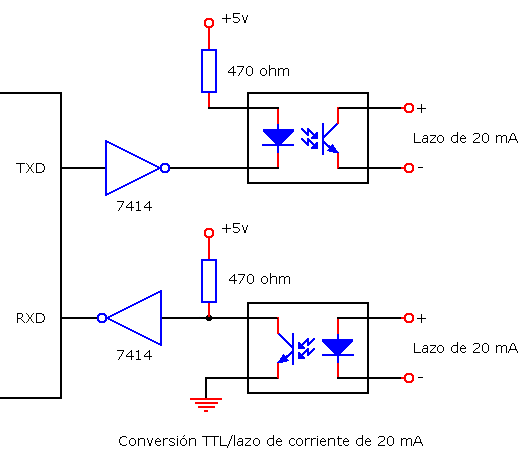 +5v
470 ohm
+
Lazo de 20 mA
-
TXD
7414
+5v
470 ohm
RXD
+
Lazo de 20 mA
-
7414
Conversión TTL/lazo de corriente de 20 mA